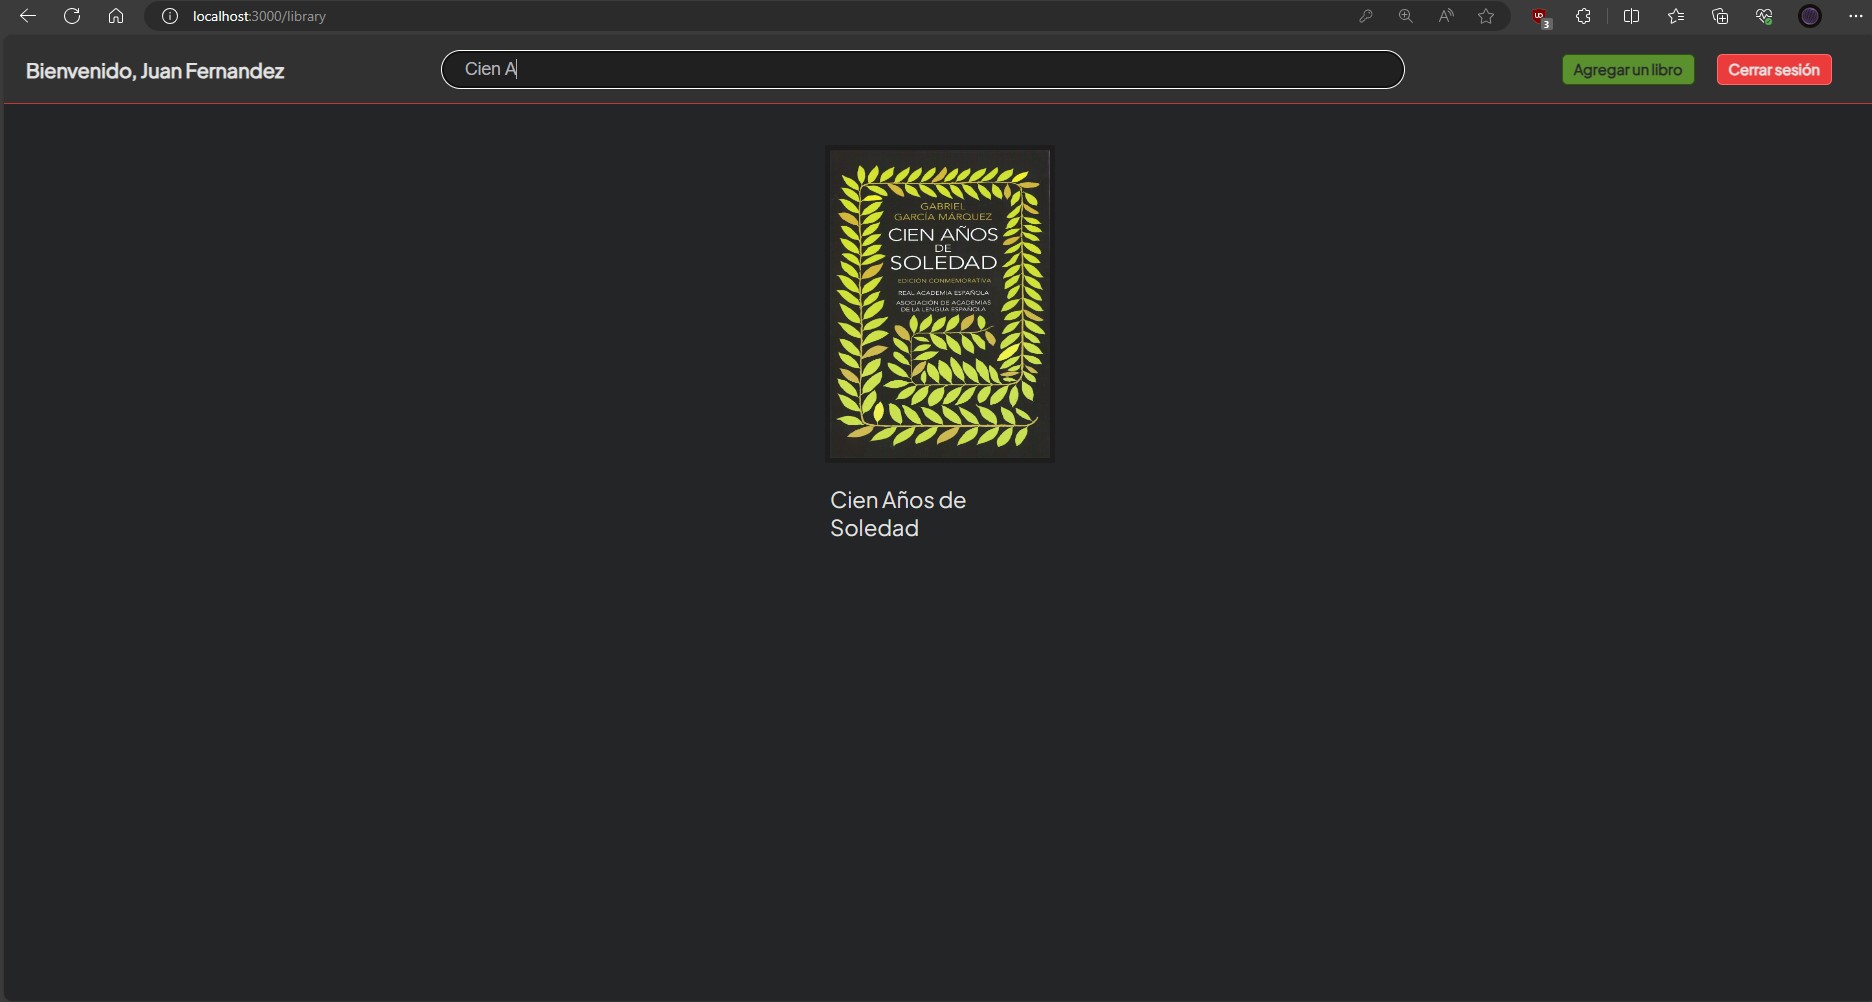 localhost:3000/library
3
Bienvenido, Juan Fernandez
Cien A
Agregar un libro
Cerrar sesión
GABRIEL
GARCÍA MÁRQUEZ
CIEN AÑOS
DE
SOLEDAD
EDICIÓN CONMEMORATIVA
REAL ACADEMIA ESPAÑOLA
ASOCIACIÓN DE ACADEMIAS
DE LA LENGUA ESPAÑOLA
Cien Años de
Soledad